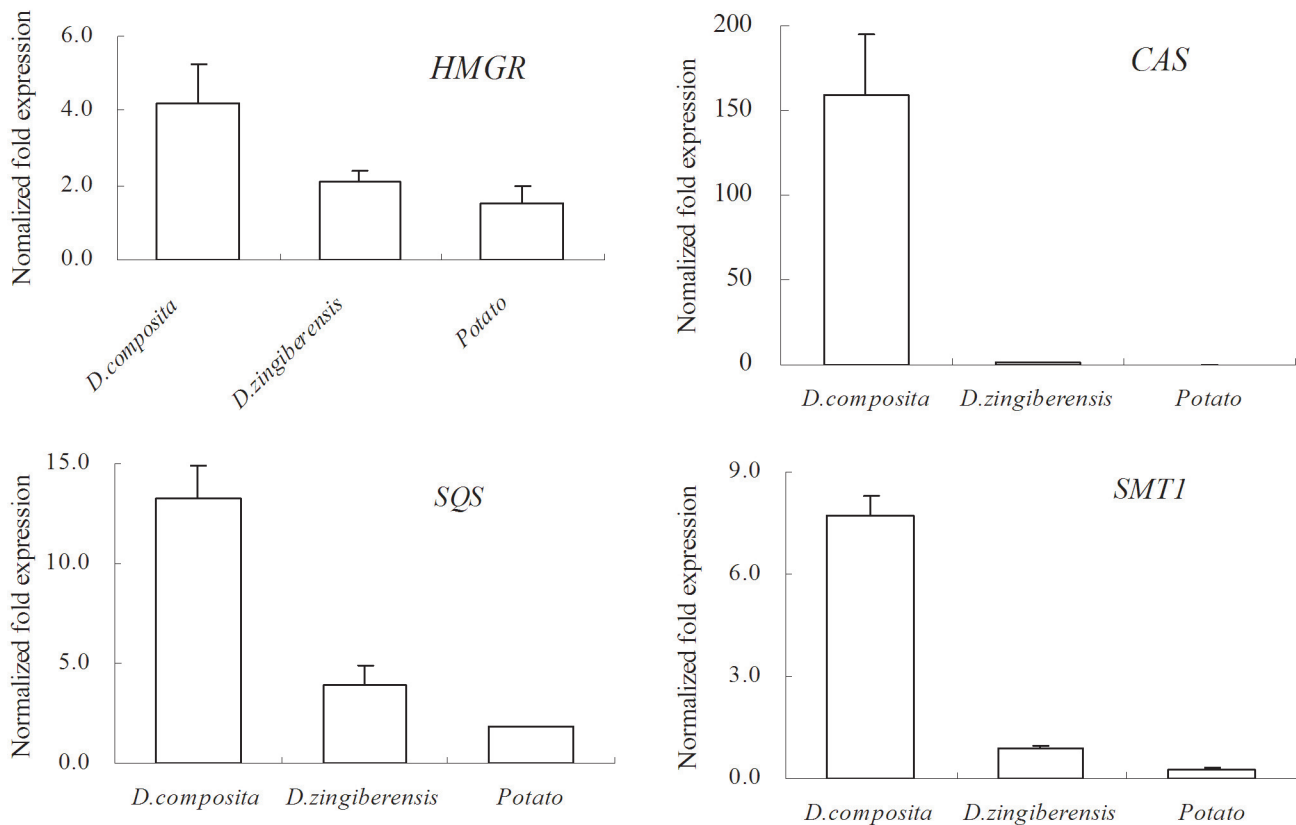 Nomalized fold expression
6.0
4.0
2.0
0.0
HMGR
D.composita
D.zingiberensis
Potato
Nomalized fold expression
200
150
100
50
0
CAS
D.composita
D.zingiberensis
Potato
Normalized fold expression
15.0
10.0
5.0
0.0
SQS
D.composita
D.zingiberensis
Potato
Normalized fold expression
9.0
6.0
3.0
0.0
SMT1
D.composita
D.zingiberensis
Potato